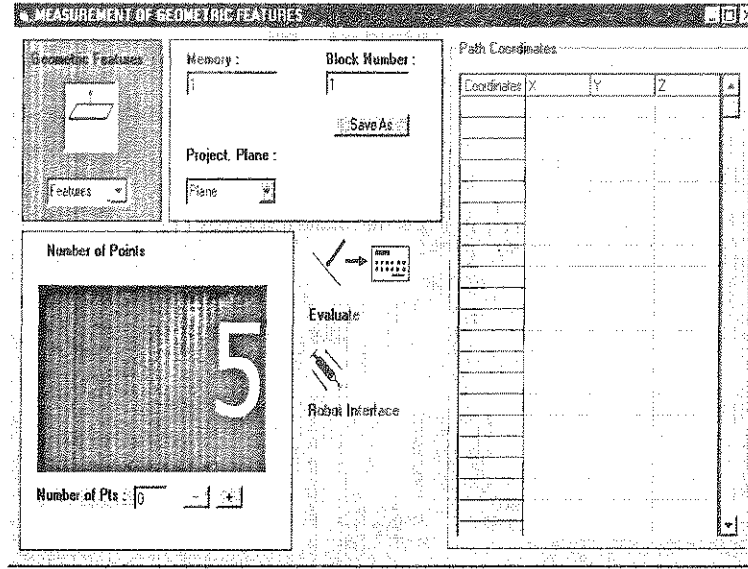 MEASUREMENT OF GEOMETRIC FEATURES
Geometric Features
Features
Memory :
1
Block Number :
1
Save As
Project. Plane :
Plane
Number of Points
5
Number of Pts : 0
- +
Evaluate
Robot Interface
Path Coordinates
Coordinates X Y Z